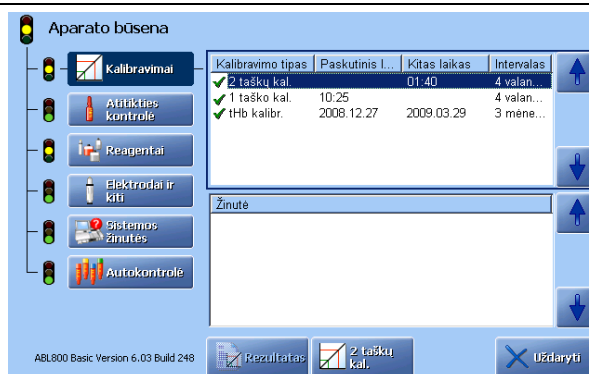 Aparato būsena
Kalibravimai
Atitikties
kontrolė
Reagentai
Elektrodai ir
kiti
Sistemos
žinutės
Autokontrolė
Kalibravimo tipas Paskutinis l... Kitas laikas Intervalas
2 taškų kal. 01:40 4 valan...
1 taško kal. 10:25 4 valan...
tHb kalibr. 2008.12.27 2009.03.29 3 mėne...
Žinutė
ABL800 Basic Version 6.03 Build 248
Rezultatas
2 taškų
kal.
Uždaryti